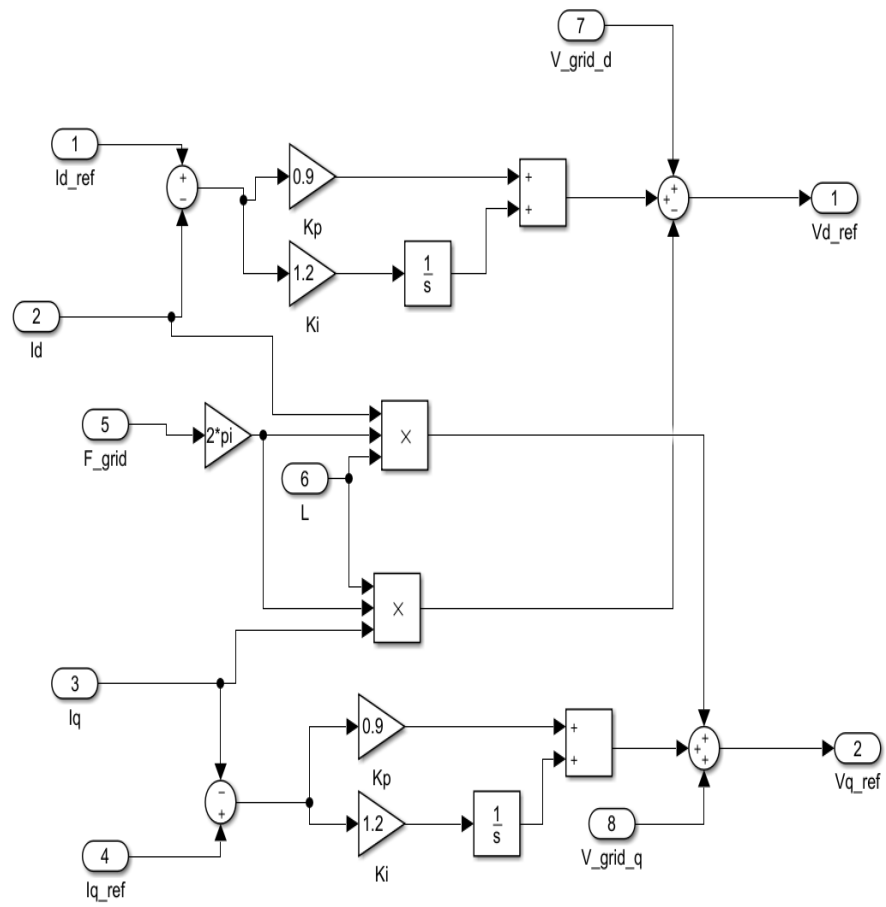 7
V_grid_d
1
Id_ref
+
−
0.9
Kp
+
+
+
+
−
1
Vd_ref
1.2
Ki
1
s
2
Id
5
F_grid
2*pi
×
6
L
×
3
Iq
0.9
Kp
+
+
+
+
+
2
Vq_ref
−
+
1.2
Ki
1
s
8
V_grid_q
4
Iq_ref